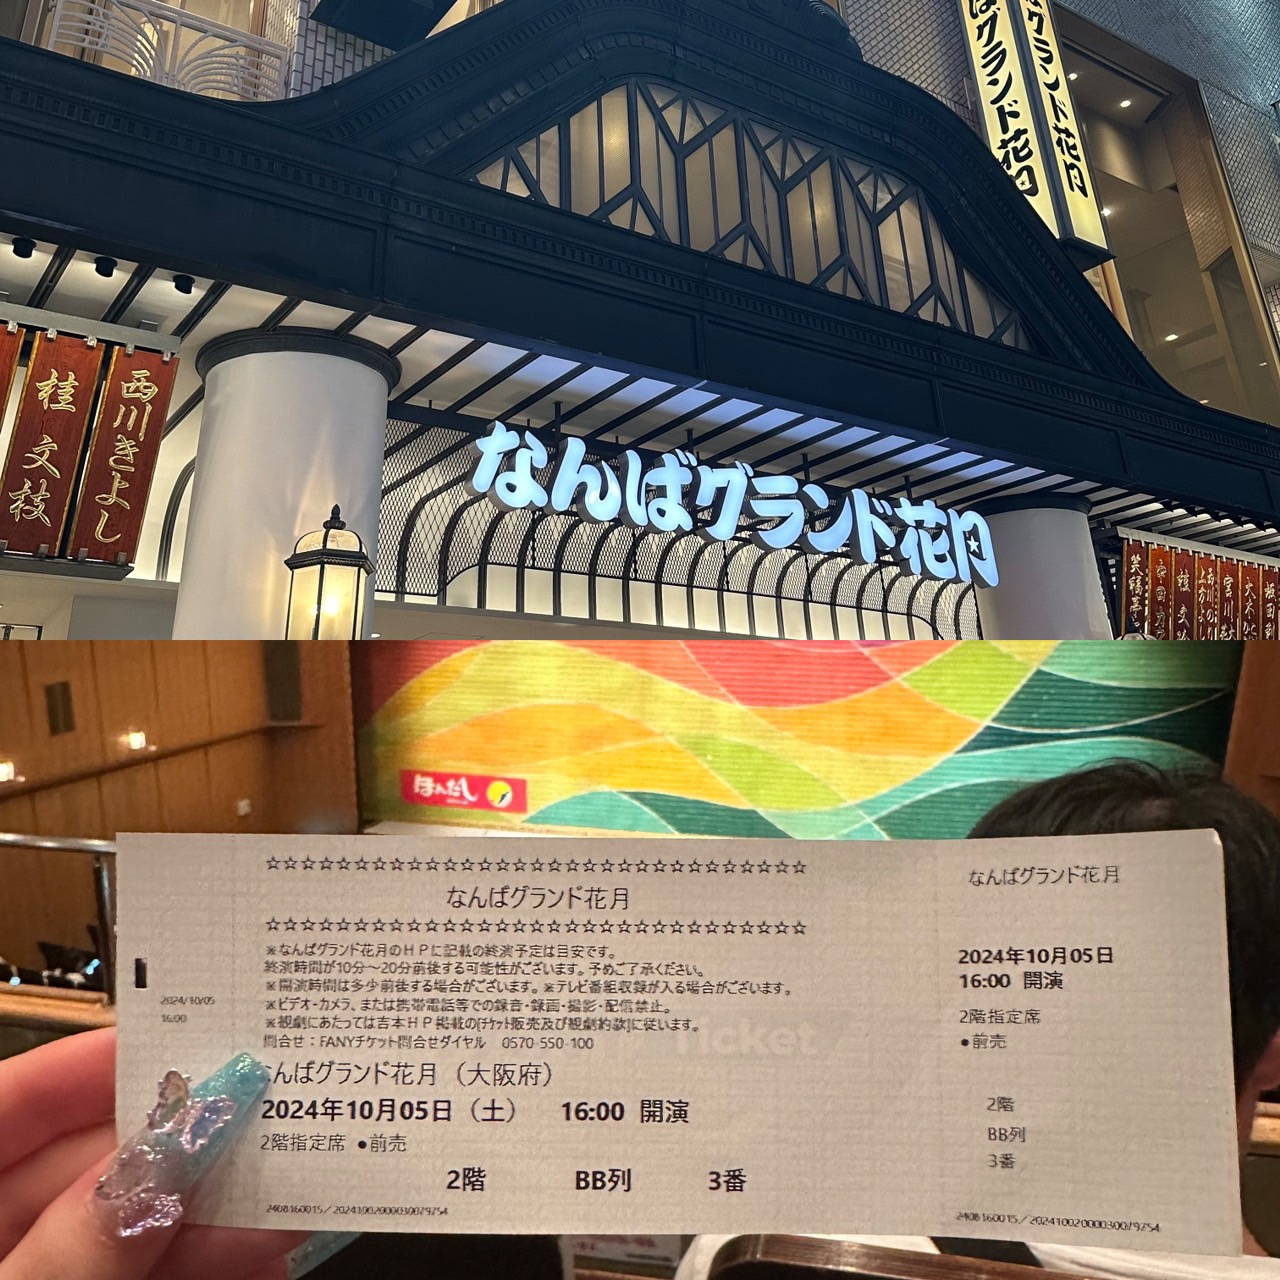 ばグランド花月
グランド花月
西川きよし
桂文枝
なんばグランド花月
ほんだし
☆☆☆☆☆☆☆☆☆☆☆☆☆☆☆☆☆☆☆☆☆☆☆☆☆☆☆☆☆☆☆
なんばグランド花月
☆☆☆☆☆☆☆☆☆☆☆☆☆☆☆☆☆☆☆☆☆☆☆☆☆☆☆☆☆☆☆
※なんばグランド花月のHPに記載の終演予定は目安です。
終演時間が10分～20分前後する可能性がございます。予めご了承ください。
※開演時間は多少前後する場合がございます。※テレビ番組収録が入る場合がございます。
※ビデオ・カメラ、または携帯電話等での録音・録画・撮影・配信禁止。
※観劇にあたっては吉本HP掲載の[チケット販売及び観劇約款]に従います。
問合せ：FANYチケット問合せダイヤル 0570-550-100
んばグランド花月（大阪府）
2024年10月05日（土） 16:00 開演
2階指定席 ●前売
2階 BB列 3番
2408160015／20241002000030079754
2024/10/05
16:00
Ticket
なんばグランド花月
2024年10月05日
16:00 開演
2階指定席
●前売
2階
BB列
3番
2408160015／20241002000030079754